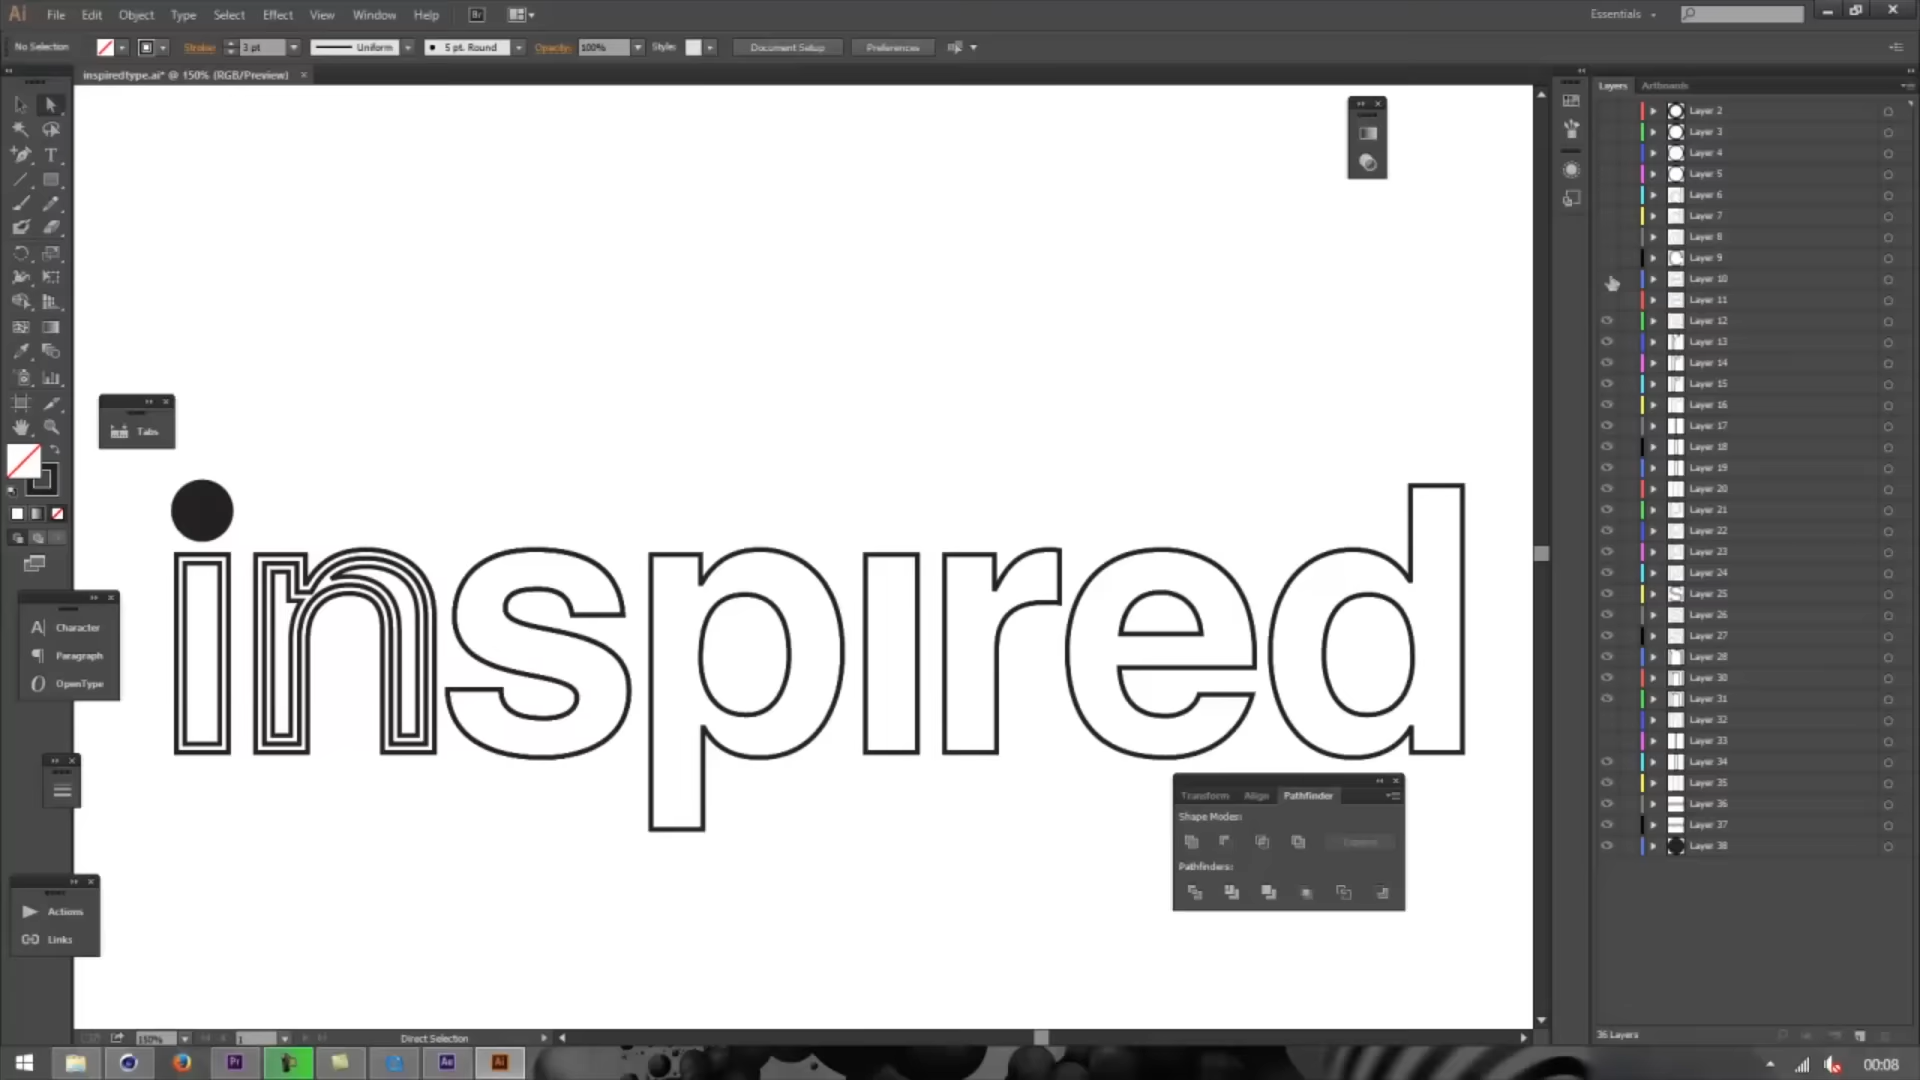 Ai File Edit Object Type Select Effect View Window Help Br Essentials
No Selection Stroke: 3 pt Uniform 5 pt. Round Opacity: 100% Style: Document Setup Preferences
inspiredtype.ai* @ 150% (RGB/Preview) ×
Layers Artboards
Layer 2
Layer 3
Layer 4
Layer 5
Layer 6
Layer 7
Layer 8
Layer 9
Layer 10
Layer 11
Layer 12
Layer 13
Layer 14
Layer 15
Layer 16
Layer 17
Layer 18
Layer 19
Layer 20
Layer 21
Layer 22
Layer 23
Layer 24
Layer 25
Layer 26
Layer 27
Layer 28
Layer 30
Layer 31
Layer 32
Layer 33
Layer 34
Layer 35
Layer 36
Layer 37
Layer 38
Tabs
inspıred
Character
Paragraph
OpenType
Transform Align Pathfinder
Shape Modes:
Pathfinders:
Actions
Links
150% 1 Direct Selection
36 Layers
Pr Ae Ai 00:08